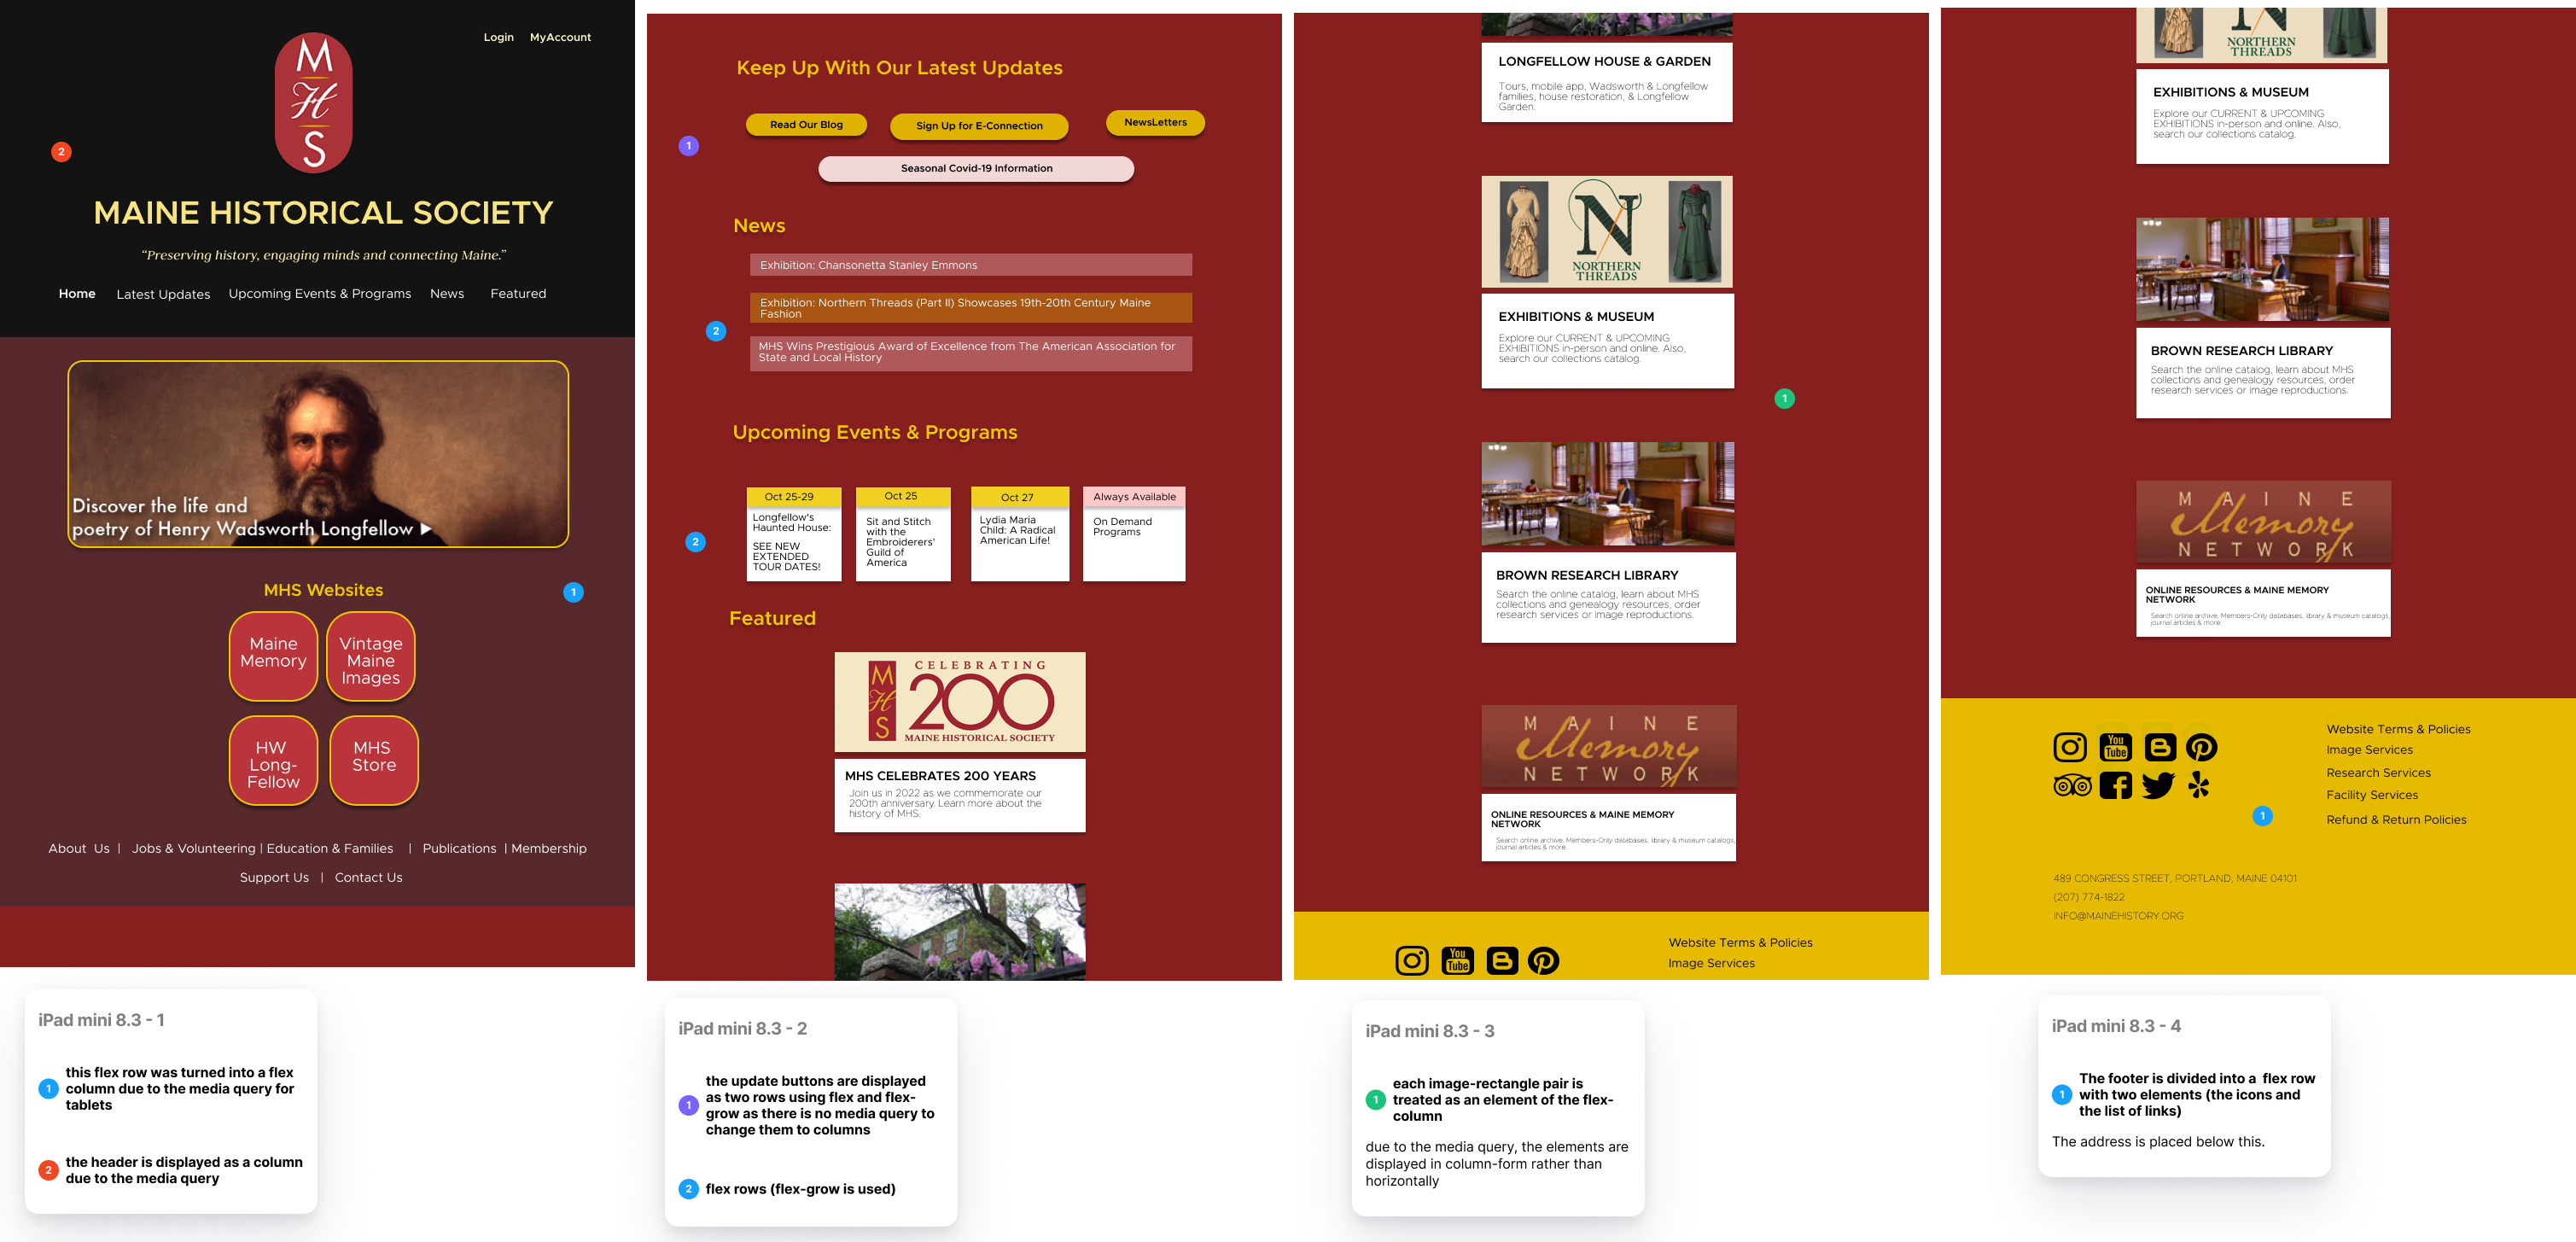 Login MyAccount
M
H
S
2
MAINE HISTORICAL SOCIETY
“Preserving history, engaging minds and connecting Maine.”
Home Latest Updates Upcoming Events & Programs News Featured
Discover the life and
poetry of Henry Wadsworth Longfellow
MHS Websites
1
Maine
Memory
Vintage
Maine
Images
HW
Long-
Fellow
MHS
Store
About Us | Jobs & Volunteering | Education & Families | Publications | Membership
Support Us | Contact Us
iPad mini 8.3 - 1
1
this flex row was turned into a flex
column due to the media query for
tablets
2
the header is displayed as a column
due to the media query
Keep Up With Our Latest Updates
1
Read Our Blog
Sign Up for E-Connection
NewsLetters
Seasonal Covid-19 Information
News
Exhibition: Chansonetta Stanley Emmons
2
Exhibition: Northern Threads (Part II) Showcases 19th-20th Century Maine
Fashion
MHS Wins Prestigious Award of Excellence from The American Association for
State and Local History
Upcoming Events & Programs
2
Oct 25-29
Longfellow's
Haunted House:
SEE NEW
EXTENDED
TOUR DATES!
Oct 25
Sit and Stitch
with the
Embroiderers'
Guild of
America
Oct 27
Lydia Maria
Child: A Radical
American Life!
Always Available
On Demand
Programs
Featured
M
H
S
CELEBRATING
200
MAINE HISTORICAL SOCIETY
MHS CELEBRATES 200 YEARS
Join us in 2022 as we commemorate our
200th anniversary. Learn more about the
history of MHS.
iPad mini 8.3 - 2
1
the update buttons are displayed
as two rows using flex and flex-
grow as there is no media query to
change them to columns
2
flex rows (flex-grow is used)
LONGFELLOW HOUSE & GARDEN
Tours, mobile app, Wadsworth & Longfellow
families, house restoration, & Longfellow
Garden.
N
NORTHERN
THREADS
EXHIBITIONS & MUSEUM
Explore our CURRENT & UPCOMING
EXHIBITIONS in-person and online. Also,
search our collections catalog.
1
BROWN RESEARCH LIBRARY
Search the online catalog, learn about MHS
collections and genealogy resources, order
research services or image reproductions.
MAINE
Memory
NETWORK
ONLINE RESOURCES & MAINE MEMORY
NETWORK
Search online archive, Members-Only databases, library & museum catalogs,
journal articles & more.
You
Tube
Website Terms & Policies
Image Services
iPad mini 8.3 - 3
1
each image-rectangle pair is
treated as an element of the flex-
column
due to the media query, the elements are
displayed in column-form rather than
horizontally
N
NORTHERN
THREADS
EXHIBITIONS & MUSEUM
Explore our CURRENT & UPCOMING
EXHIBITIONS in-person and online. Also,
search our collections catalog.
BROWN RESEARCH LIBRARY
Search the online catalog, learn about MHS
collections and genealogy resources, order
research services or image reproductions.
MAINE
Memory
NETWORK
ONLINE RESOURCES & MAINE MEMORY
NETWORK
Search online archive, Members-Only databases, library & museum catalogs,
journal articles & more.
You
Tube
Website Terms & Policies
Image Services
Research Services
Facility Services
Refund & Return Policies
1
489 CONGRESS STREET, PORTLAND, MAINE 04101
(207) 774-1822
INFO@MAINEHISTORY.ORG
iPad mini 8.3 - 4
1
The footer is divided into a flex row
with two elements (the icons and
the list of links)
The address is placed below this.